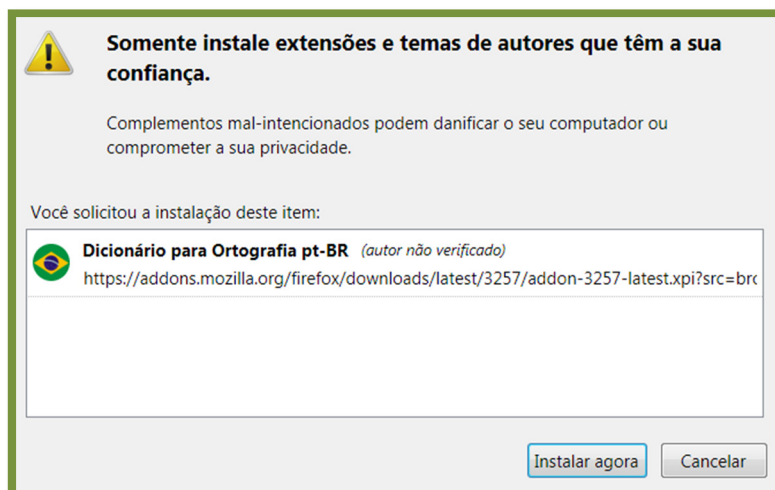 Somente instale extensões e temas de autores que têm a sua
confiança.
Complementos mal-intencionados podem danificar o seu computador ou
comprometer a sua privacidade.
Você solicitou a instalação deste item:
Dicionário para Ortografia pt-BR (autor não verificado)
https://addons.mozilla.org/firefox/downloads/latest/3257/addon-3257-latest.xpi?src=brc
Instalar agora Cancelar